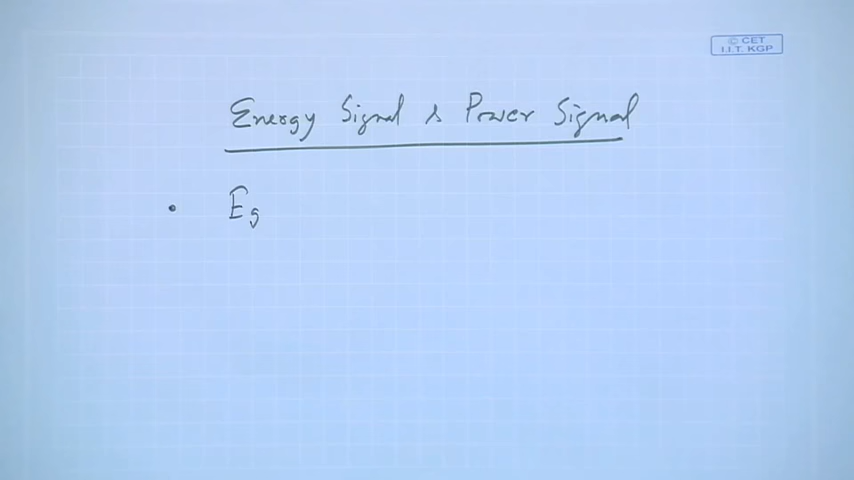 © CET
I.I.T. KGP
Energy Signal & Power Signal
• Eg